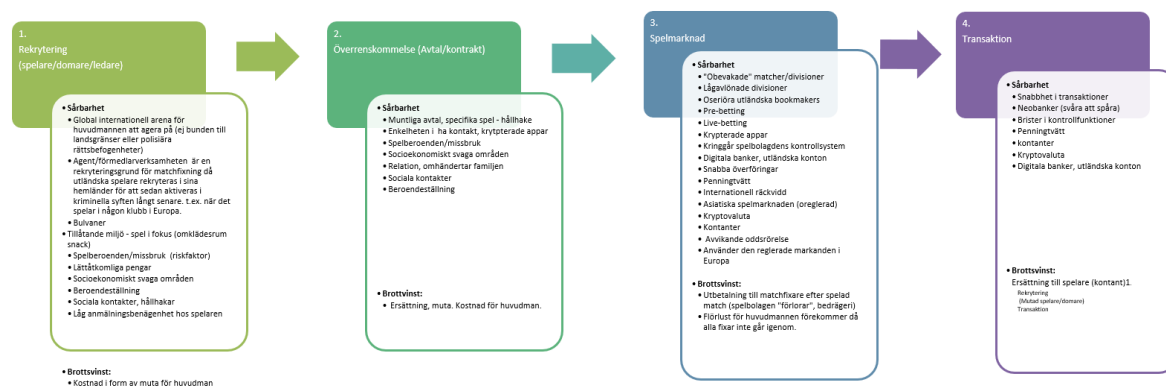 1.
Rekrytering
(spelare/domare/ledare)
• Sårbarhet
• Global internationell arena för
huvudmannen att agera på (ej bunden till
landsgränser eller polisiära
rättsbefogenheter)
• Agent/förmedlarverksamheten är en
rekryteringsgrund för matchfixning då
utländska spelare rekryteras i sina
hemländer för att sedan aktiveras i
kriminella syften långt senare. t.ex. när det
spelar i någon klubb i Europa.
• Bulvaner
• Tillåtande miljö - spel i fokus (omklädesrum
snack)
• Spelberoenden/missbruk (riskfaktor)
• Lättåtkomliga pengar
• Socioekonomiskt svaga områden
• Beroendeställning
• Sociala kontakter, hållhakar
• Låg anmälningsbenägenhet hos spelaren
• Brottsvinst:
• Kostnad i form av muta för huvudman
2.
Överrenskommelse (Avtal/kontrakt)
• Sårbarhet
• Muntliga avtal, specifika spel - hållhake
• Enkelheten i ha kontakt, krytpterade appar
• Spelberoenden/missbruk
• Socioekonomiskt svaga områden
• Relation, omhändertar familjen
• Sociala kontakter
• Beroendeställning
• Brottvinst:
• Ersättning, muta. Kostnad för huvudman.
3.
Spelmarknad
• Sårbarhet
• "Obevakade" matcher/divisioner
• Lågavlönade divisioner
• Oseriöra utländska bookmakers
• Pre-betting
• Live-betting
• Krypterade appar
• Kringgår spelbolagdens kontrollsystem
• Digitala banker, utländska konton
• Snabba överföringar
• Penningtvätt
• Internationell räckvidd
• Asiatiska spelmarknaden (oreglerad)
• Kryptovaluta
• Kontanter
• Avvikande oddsrörelse
• Använder den reglerade markanden i
Europa
• Brottsvinst:
• Utbetalning till matchfixare efter spelad
match (spelbolagen "förlorar", bedrägeri)
• Flörlust för huvudmannen förekommer då
alla fixar inte går igenom.
4.
Transaktion
• Sårbarhet
• Snabbhet i transaktioner
• Neobanker (svåra att spåra)
• Brister i kontrollfunktioner
• Penningtvätt
• kontanter
• Kryptovaluta
• Digitala banker, utländska konton
• Brottsvinst:
Ersättning till spelare (kontant)1.
Rekrytering
(Mutad spelare/domare)
Transaktion